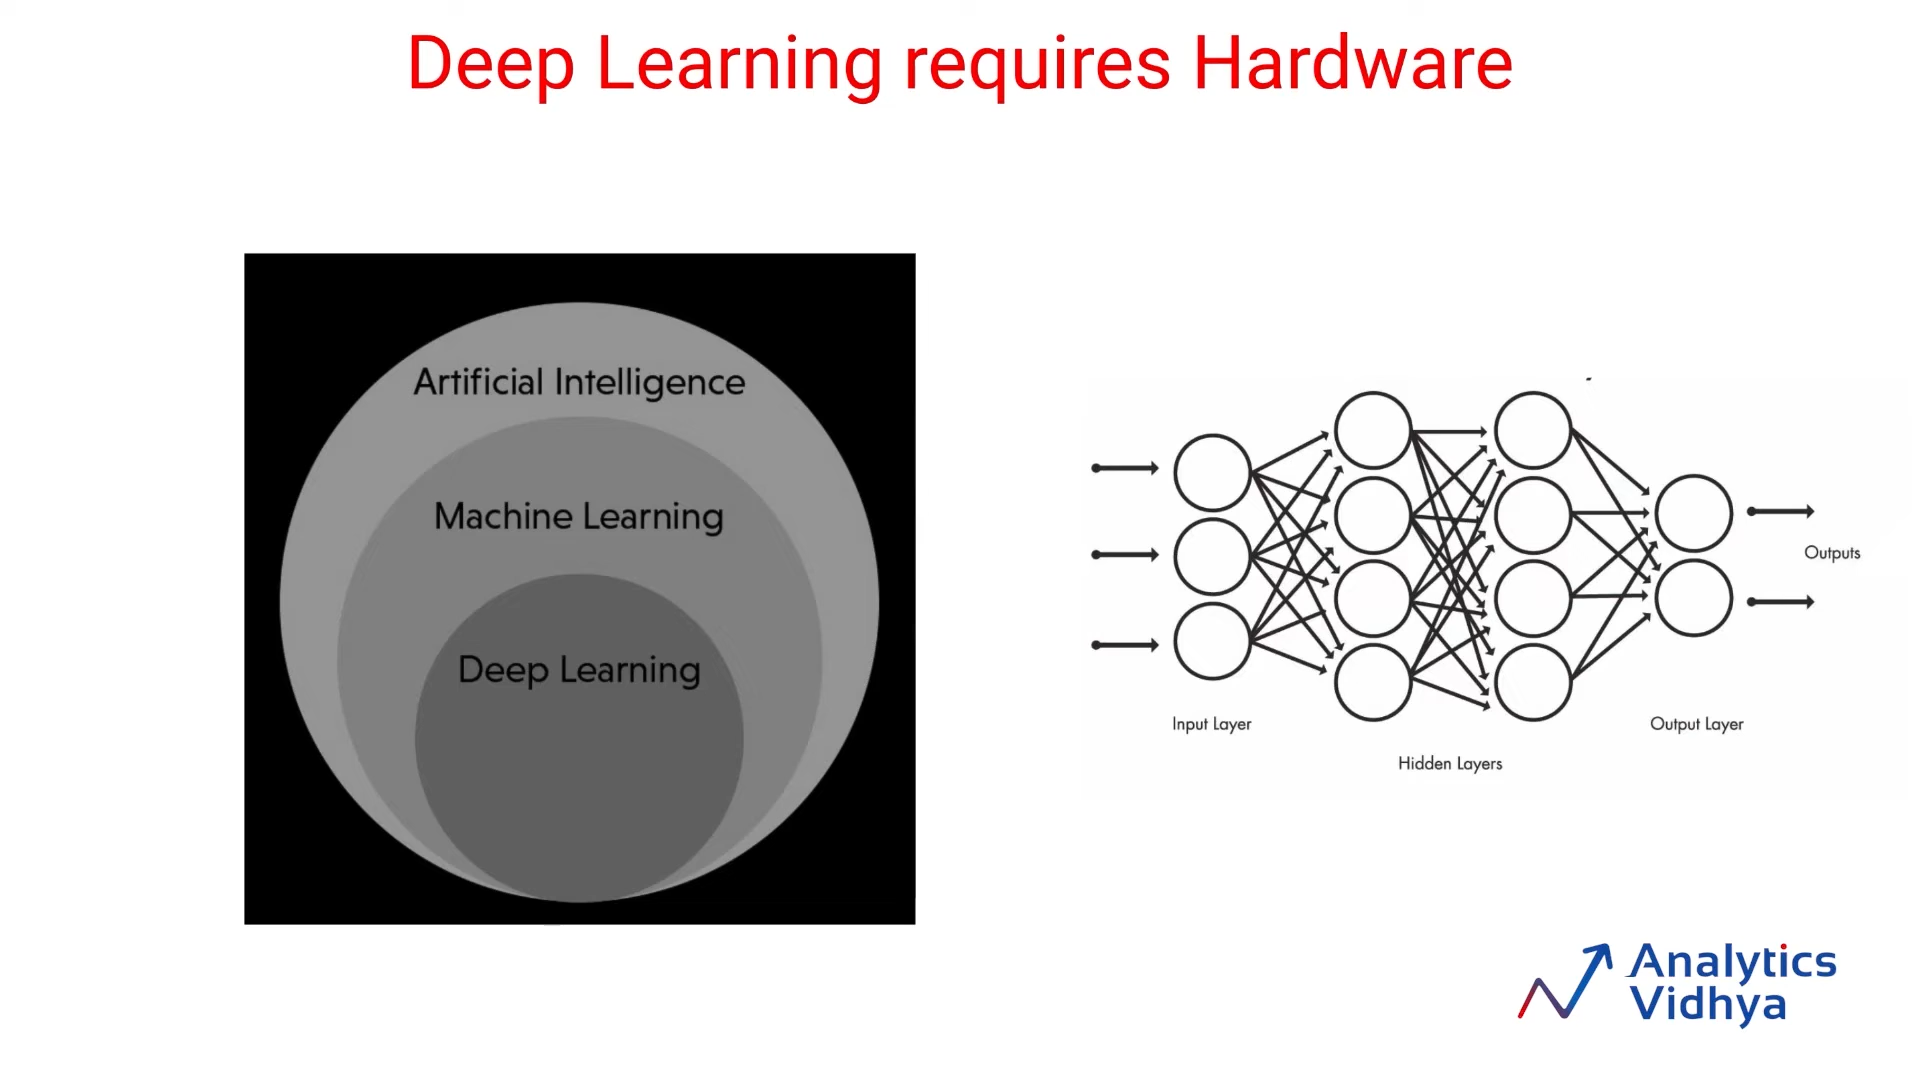 Deep Learning requires Hardware
Artificial Intelligence
Machine Learning
Deep Learning
Outputs
Input Layer
Output Layer
Hidden Layers
Analytics
Vidhya